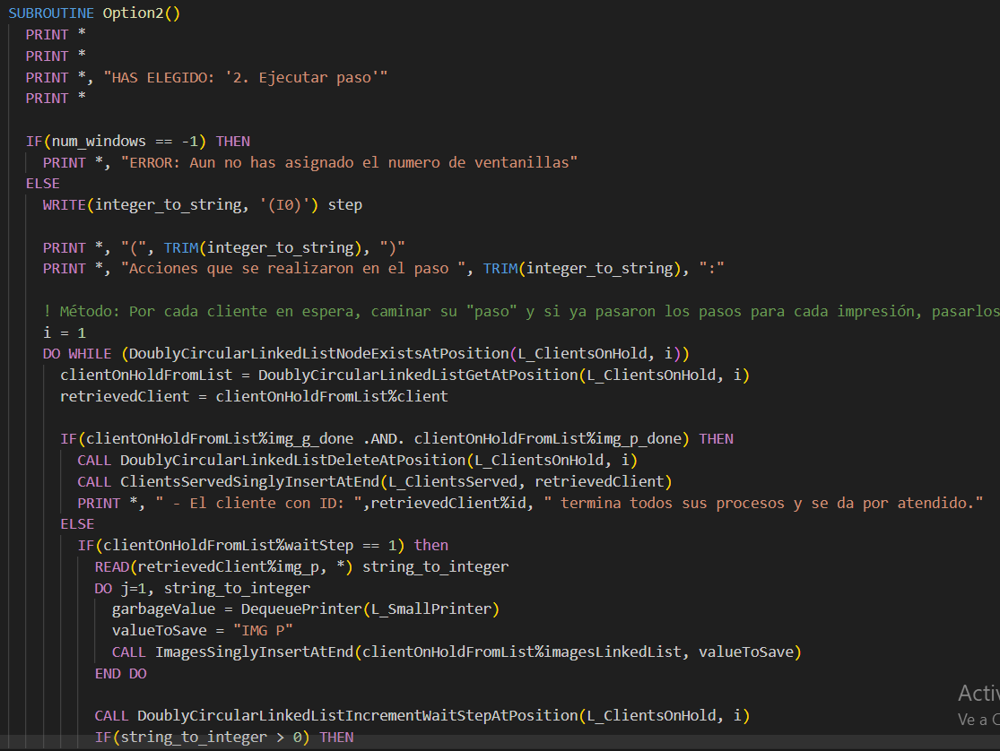 SUBROUTINE Option2()
PRINT *
PRINT *
PRINT *, "HAS ELEGIDO: '2. Ejecutar paso'"
PRINT *
IF(num_windows == -1) THEN
PRINT *, "ERROR: Aun no has asignado el numero de ventanillas"
ELSE
WRITE(integer_to_string, '(I0)') step
PRINT *, "(", TRIM(integer_to_string), ")"
PRINT *, "Acciones que se realizaron en el paso ", TRIM(integer_to_string), ":"
! Método: Por cada cliente en espera, caminar su "paso" y si ya pasaron los pasos para cada impresión, pasarlos
i = 1
DO WHILE (DoublyCircularLinkedListNodeExistsAtPosition(L_ClientsOnHold, i))
clientOnHoldFromList = DoublyCircularLinkedListGetAtPosition(L_ClientsOnHold, i)
retrievedClient = clientOnHoldFromList%client
IF(clientOnHoldFromList%img_g_done .AND. clientOnHoldFromList%img_p_done) THEN
CALL DoublyCircularLinkedListDeleteAtPosition(L_ClientsOnHold, i)
CALL ClientsServedSinglyInsertAtEnd(L_ClientsServed, retrievedClient)
PRINT *, " - El cliente con ID: ",retrievedClient%id, " termina todos sus procesos y se da por atendido."
ELSE
IF(clientOnHoldFromList%waitStep == 1) then
READ(retrievedClient%img_p, *) string_to_integer
DO j=1, string_to_integer
garbageValue = DequeuePrinter(L_SmallPrinter)
valueToSave = "IMG P"
CALL ImagesSinglyInsertAtEnd(clientOnHoldFromList%imagesLinkedList, valueToSave)
END DO
Activ
Ve a C
CALL DoublyCircularLinkedListIncrementWaitStepAtPosition(L_ClientsOnHold, i)
IF(string_to_integer > 0) THEN